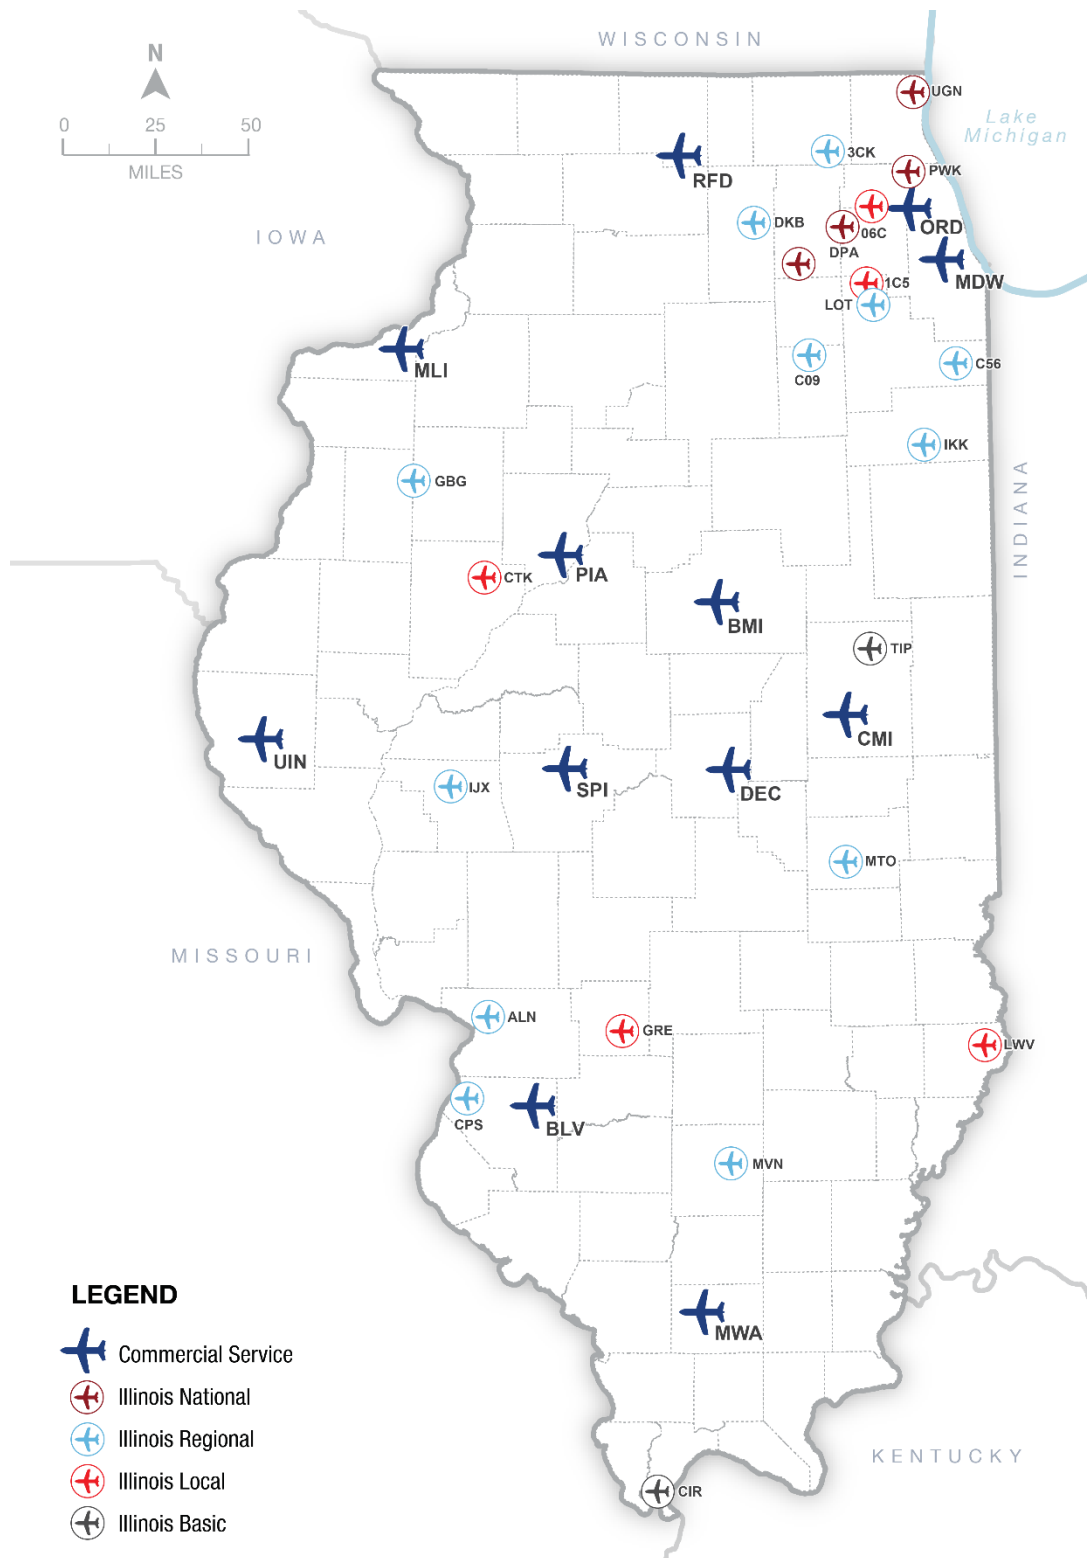 WISCONSIN
N
0 25 50
MILES
UGN
Lake
Michigan
3CK
PWK
RFD
DKB
06C
ORD
IOWA
DPA
MDW
1C5
LOT
MLI
C09
C56
IKK
GBG
INDIANA
PIA
CTK
BMI
TIP
CMI
UIN
SPI
DEC
IJX
MTO
MISSOURI
ALN
GRE
LWV
CPS
BLV
MVN
LEGEND
MWA
Commercial Service
Illinois National
Illinois Regional
Illinois Local
Illinois Basic
KENTUCKY
CIR